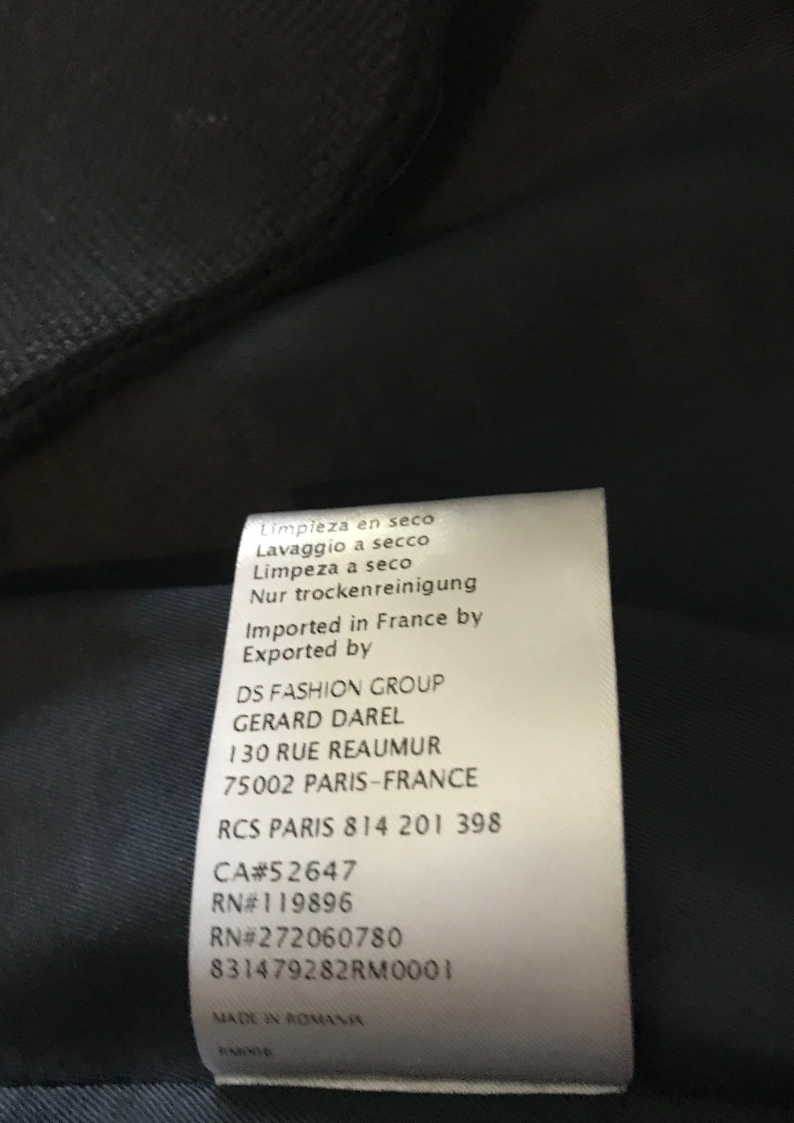 Limpieza en seco
Lavaggio a secco
Limpeza a seco
Nur trockenreinigung
Imported in France by
Exported by
DS FASHION GROUP
GERARD DAREL
130 RUE REAUMUR
75002 PARIS-FRANCE
RCS PARIS 814 201 398
CA#52647
RN#119896
RN#272060780
831479282RM0001
MADE IN ROMANIA